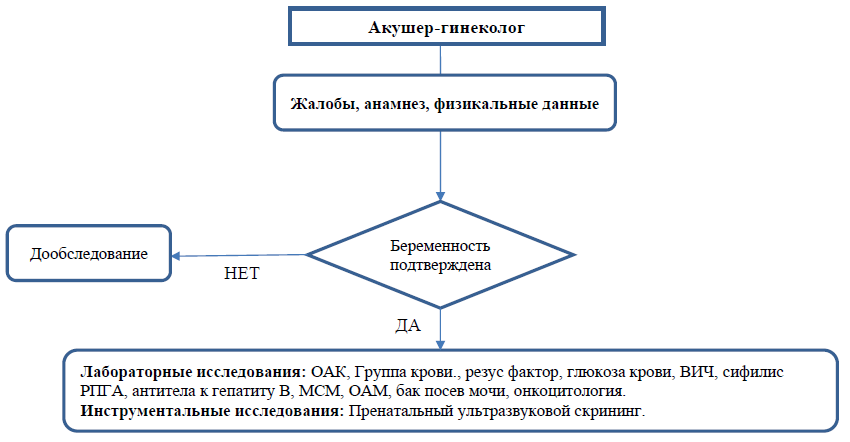 Акушер-гинеколог
Жалобы, анамнез, физикальные данные
Беременность
подтверждена
Дообследование
НЕТ
ДА
Лабораторные исследования: ОАК, Группа крови., резус фактор, глюкоза крови, ВИЧ, сифилис
РПГА, антитела к гепатиту В, МСМ, ОАМ, бак посев мочи, онкоцитология.
Инструментальные исследования: Пренатальный ультразвуковой скрининг.